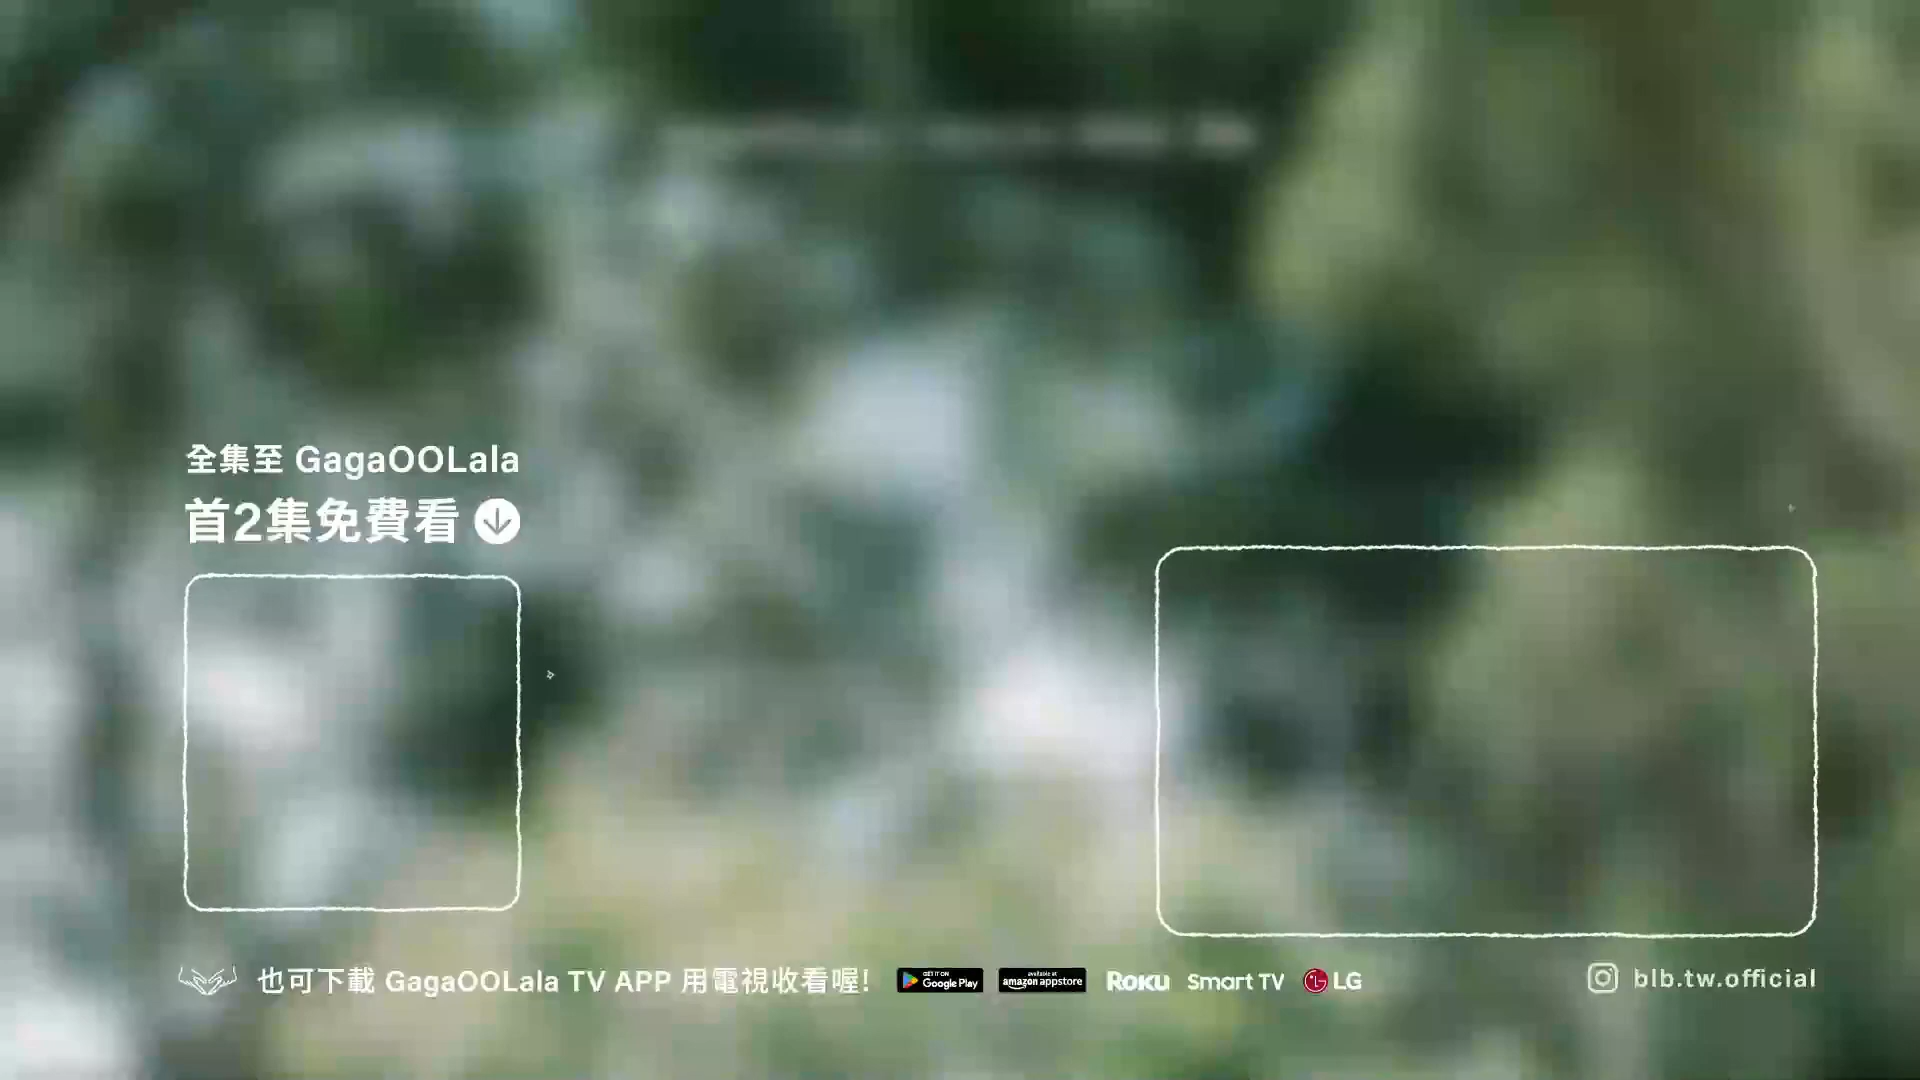 全集至 GagaOOLala
首2集免費看
也可下載 GagaOOLala TV APP 用電視收看喔!
GET IT ON
Google Play
available at
amazon appstore
Roku
Smart TV
LG
blb.tw.official